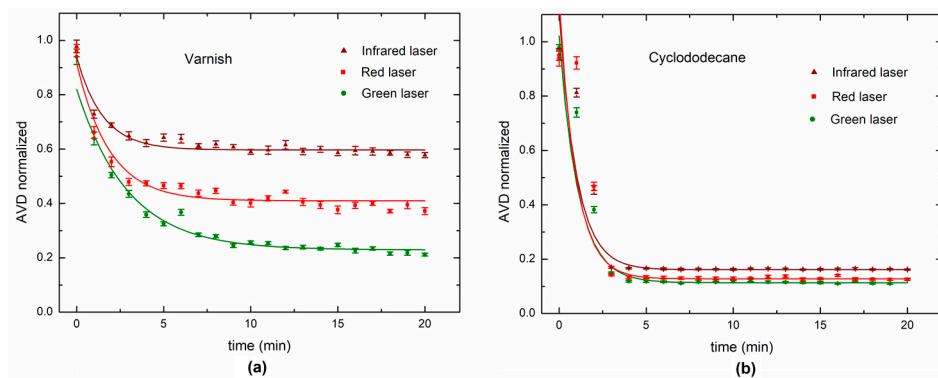 Varnish
Infrared laser
Red laser
Green laser
AVD normalized
1.0
0.8
0.6
0.4
0.2
0.0
0 5 10 15 20
time (min)
(a)
Cyclododecane
Infrared laser
Red laser
Green laser
AVD normalized
1.0
0.8
0.6
0.4
0.2
0.0
0 5 10 15 20
time (min)
(b)